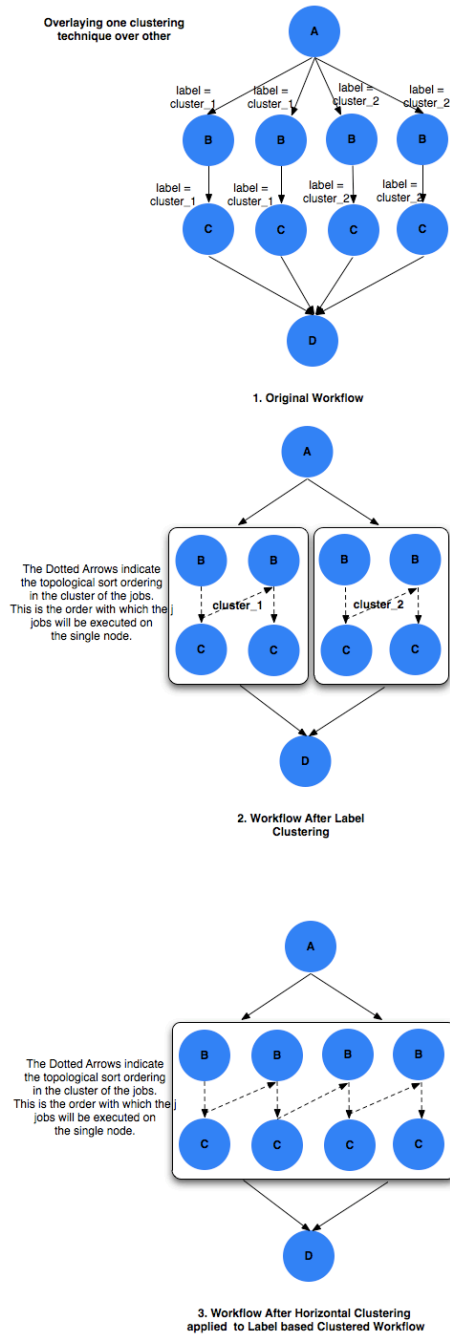 Overlaying one clustering
technique over other
A
label =
cluster_1
label =
cluster_1
label =
cluster_2
label =
cluster_2
B
B
B
B
label =
cluster_1
label =
cluster_1
label =
cluster_2
label =
cluster_2
C
C
C
C
D
1. Original Workflow
A
B
B
B
B
The Dotted Arrows indicate
the topological sort ordering
in the cluster of the jobs.
This is the order with which the j
jobs will be executed on
the single node.
cluster_1
cluster_2
C
C
C
C
D
2. Workflow After Label
Clustering
A
B
B
B
B
The Dotted Arrows indicate
the topological sort ordering
in the cluster of the jobs.
This is the order with which the j
jobs will be executed on
the single node.
C
C
C
C
D
3. Workflow After Horizontal Clustering
applied to Label based Clustered Workflow